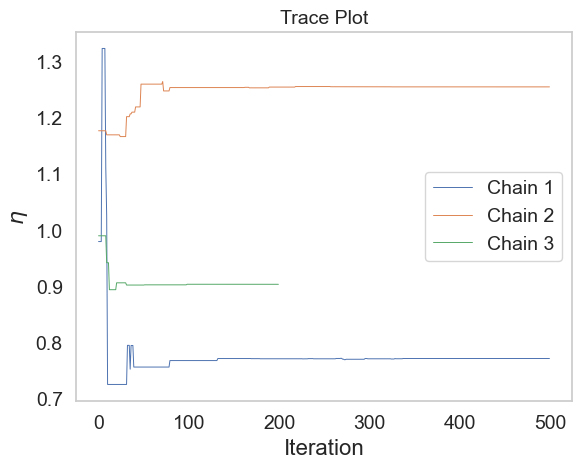 Trace Plot
1.3
1.2
1.1
1.0
0.9
0.8
0.7
η
Chain 1
Chain 2
Chain 3
0 100 200 300 400 500
Iteration